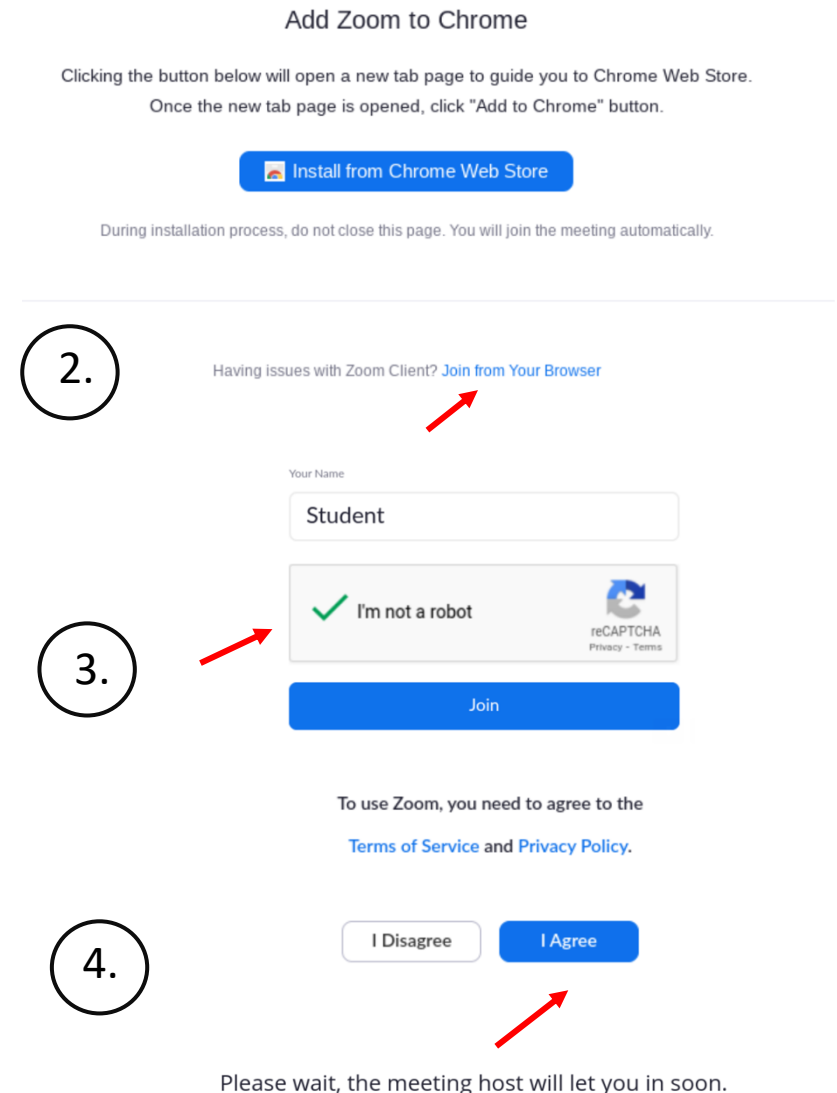 Add Zoom to Chrome
Clicking the button below will open a new tab page to guide you to Chrome Web Store.
Once the new tab page is opened, click "Add to Chrome" button.
Install from Chrome Web Store
During installation process, do not close this page. You will join the meeting automatically.
2.
Having issues with Zoom Client? Join from Your Browser
Your Name
Student
I'm not a robot
reCAPTCHA
Privacy - Terms
3.
Join
To use Zoom, you need to agree to the
Terms of Service and Privacy Policy.
4.
I Disagree I Agree
Please wait, the meeting host will let you in soon.